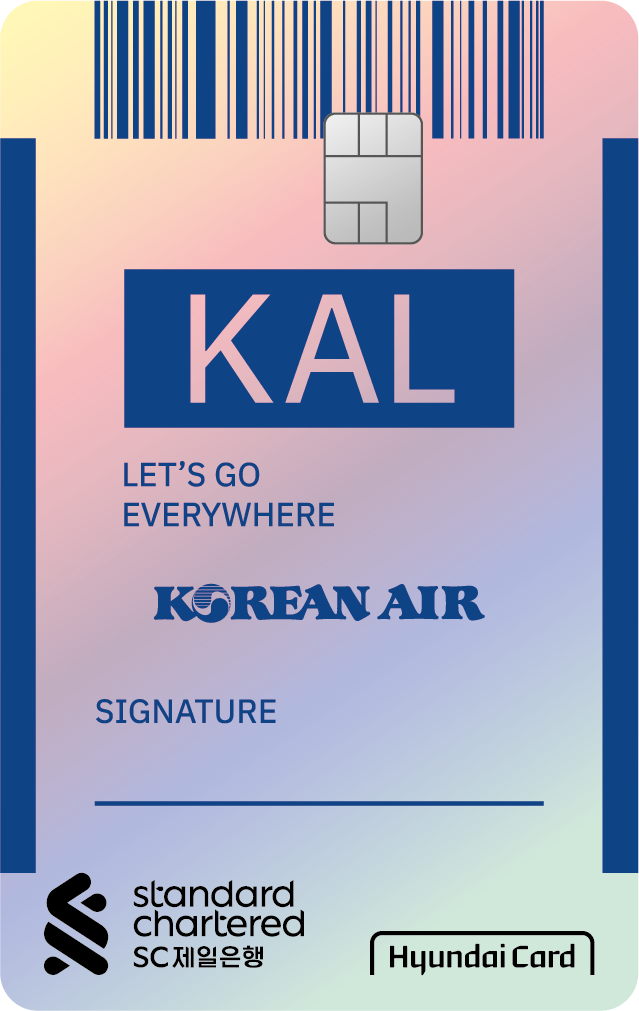 KAL
LET’S GO
EVERYWHERE
KOREAN AIR
SIGNATURE
standard
chartered
SC제일은행
Hyundai Card